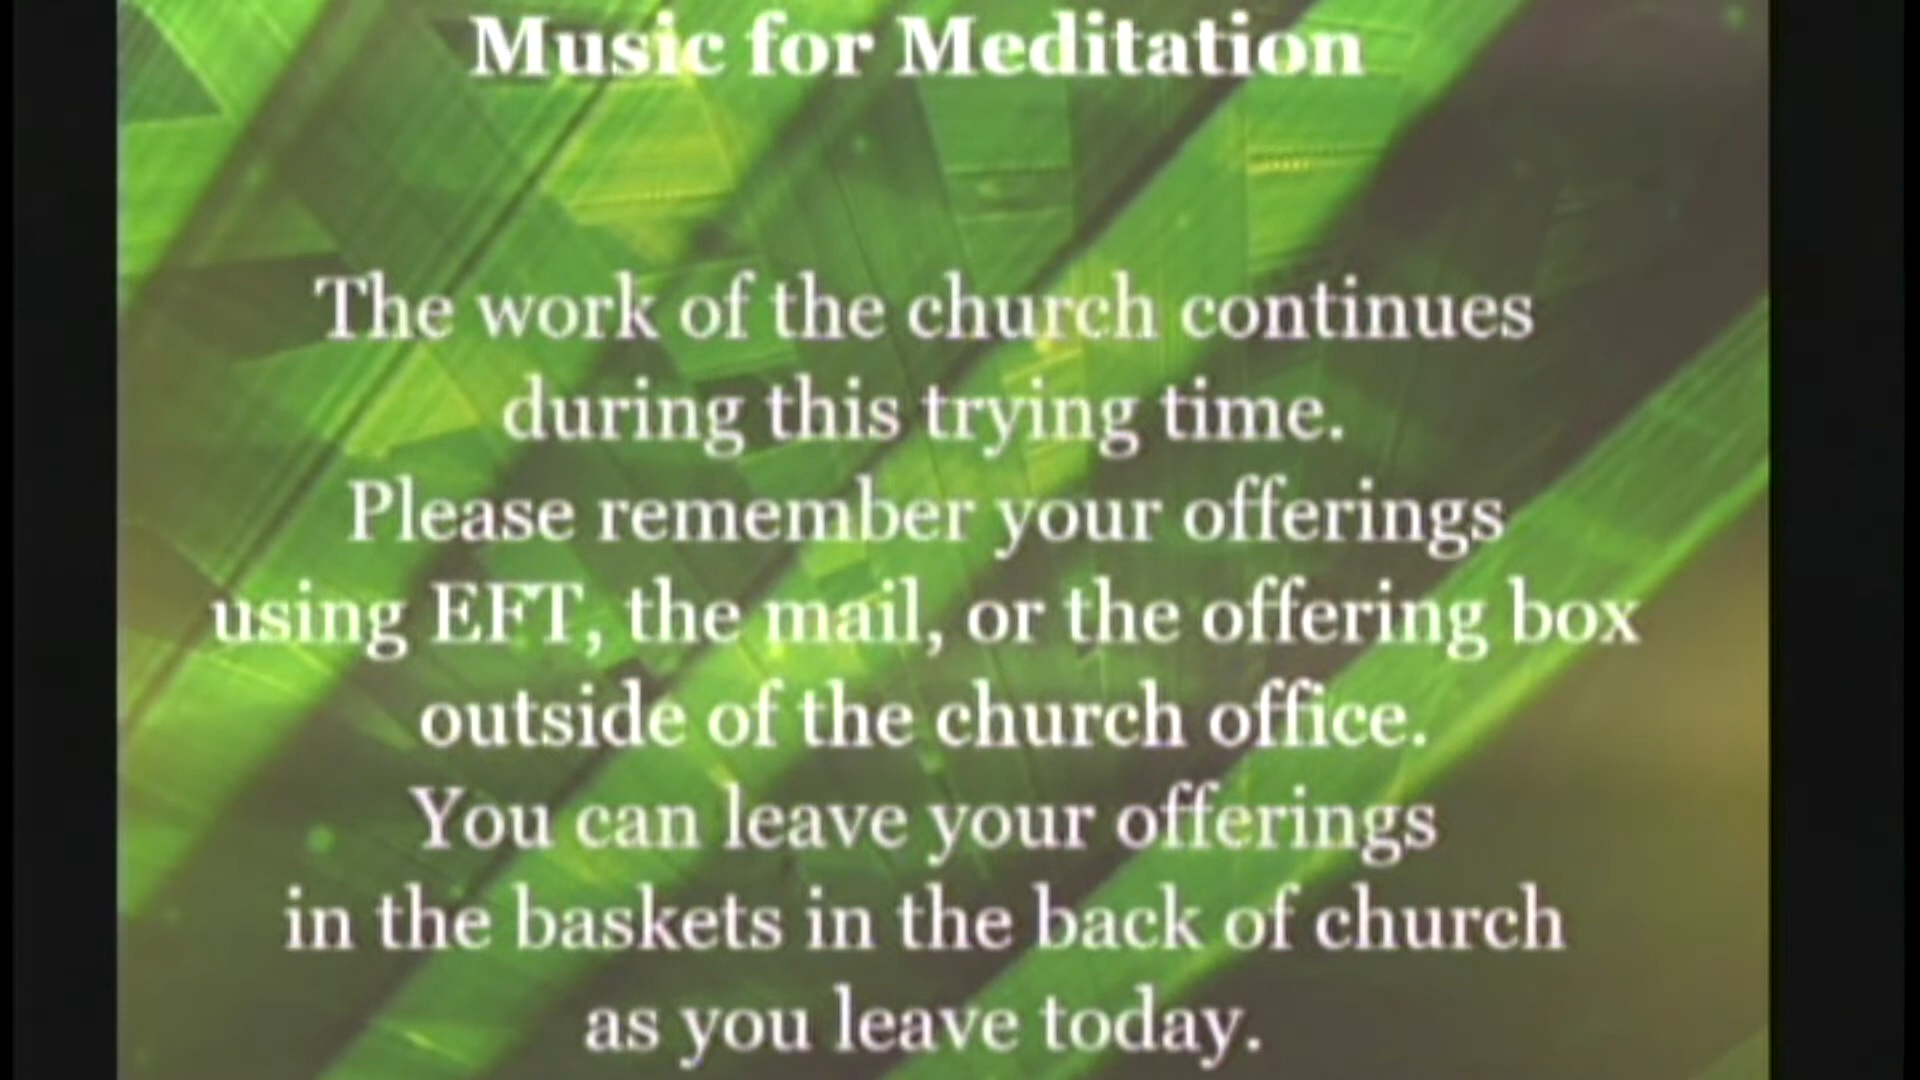 Music for Meditation
The work of the church continues
during this trying time.
Please remember your offerings
using EFT, the mail, or the offering box
outside of the church office.
You can leave your offerings
in the baskets in the back of church
as you leave today.